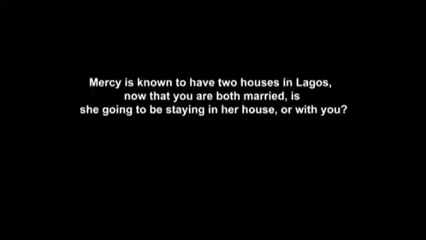 Mercy is known to have two houses in Lagos,
now that you are both married, is
she going to be staying in her house, or with you?